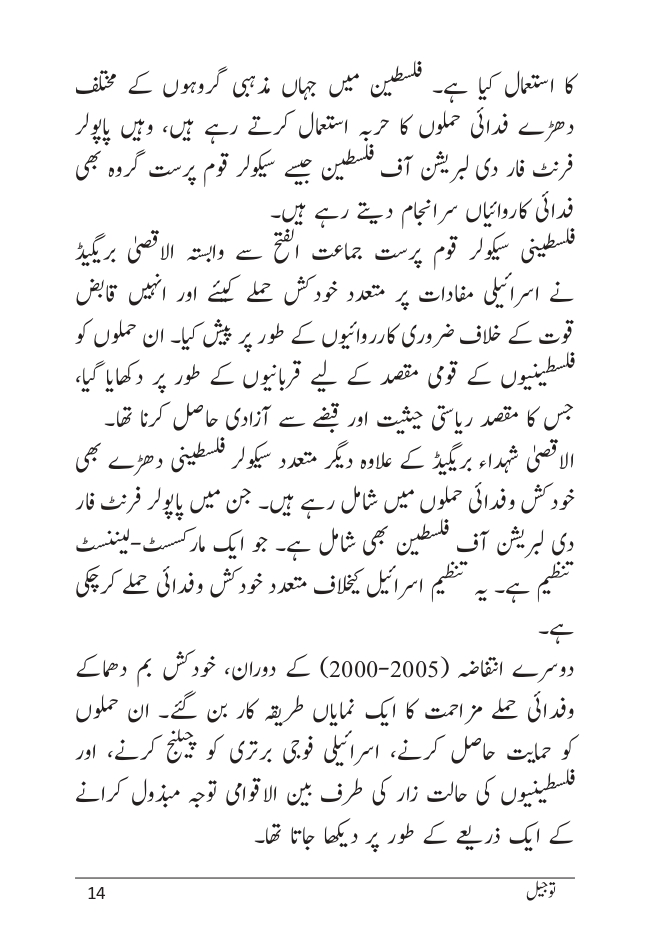 کا استعمال کیا ہے۔ فلسطین میں جہاں مذہبی گروہوں کے مختلف
دھڑے فدائی حملوں کا حربہ استعمال کرتے رہے ہیں، وہیں پاپولر
فرنٹ فار دی لبریشن آف فلسطین جیسے سیکولر قوم پرست گروہ بھی
فدائی کاروائیاں سرانجام دیتے رہے ہیں۔
فلسطینی سیکولر قوم پرست جماعت الفتح سے وابستہ الاقصیٰ بریگیڈ
نے اسرائیلی مفادات پر متعدد خودکش حملے کیئے اور انہیں قابض
قوت کے خلاف ضروری کارروائیوں کے طور پر پیش کیا۔ ان حملوں کو
فلسطینیوں کے قومی مقصد کے لیے قربانیوں کے طور پر دکھایا گیا،
جس کا مقصد ریاستی حیثیت اور قبضے سے آزادی حاصل کرنا تھا۔
الاقصیٰ شہداء بریگیڈ کے علاوہ دیگر متعدد سیکولر فلسطینی دھڑے بھی
خودکش وفدائی حملوں میں شامل رہے ہیں۔ جن میں پاپولر فرنٹ فار
دی لبریشن آف فلسطین بھی شامل ہے۔ جو ایک مارکسسٹ-لیننسٹ
تنظیم ہے۔ یہ تنظیم اسرائیل کیخلاف متعدد خودکش وفدائی حملے کرچکی
ہے۔
دوسرے انتفاضہ (2000-2005) کے دوران، خودکش بم دھماکے
وفدائی حملے مزاحمت کا ایک نمایاں طریقہ کار بن گئے۔ ان حملوں
کو حمایت حاصل کرنے، اسرائیلی فوجی برتری کو چیلنج کرنے، اور
فلسطینیوں کی حالت زار کی طرف بین الاقوامی توجہ مبذول کرانے
کے ایک ذریعے کے طور پر دیکھا جاتا تھا۔
توجیل
14